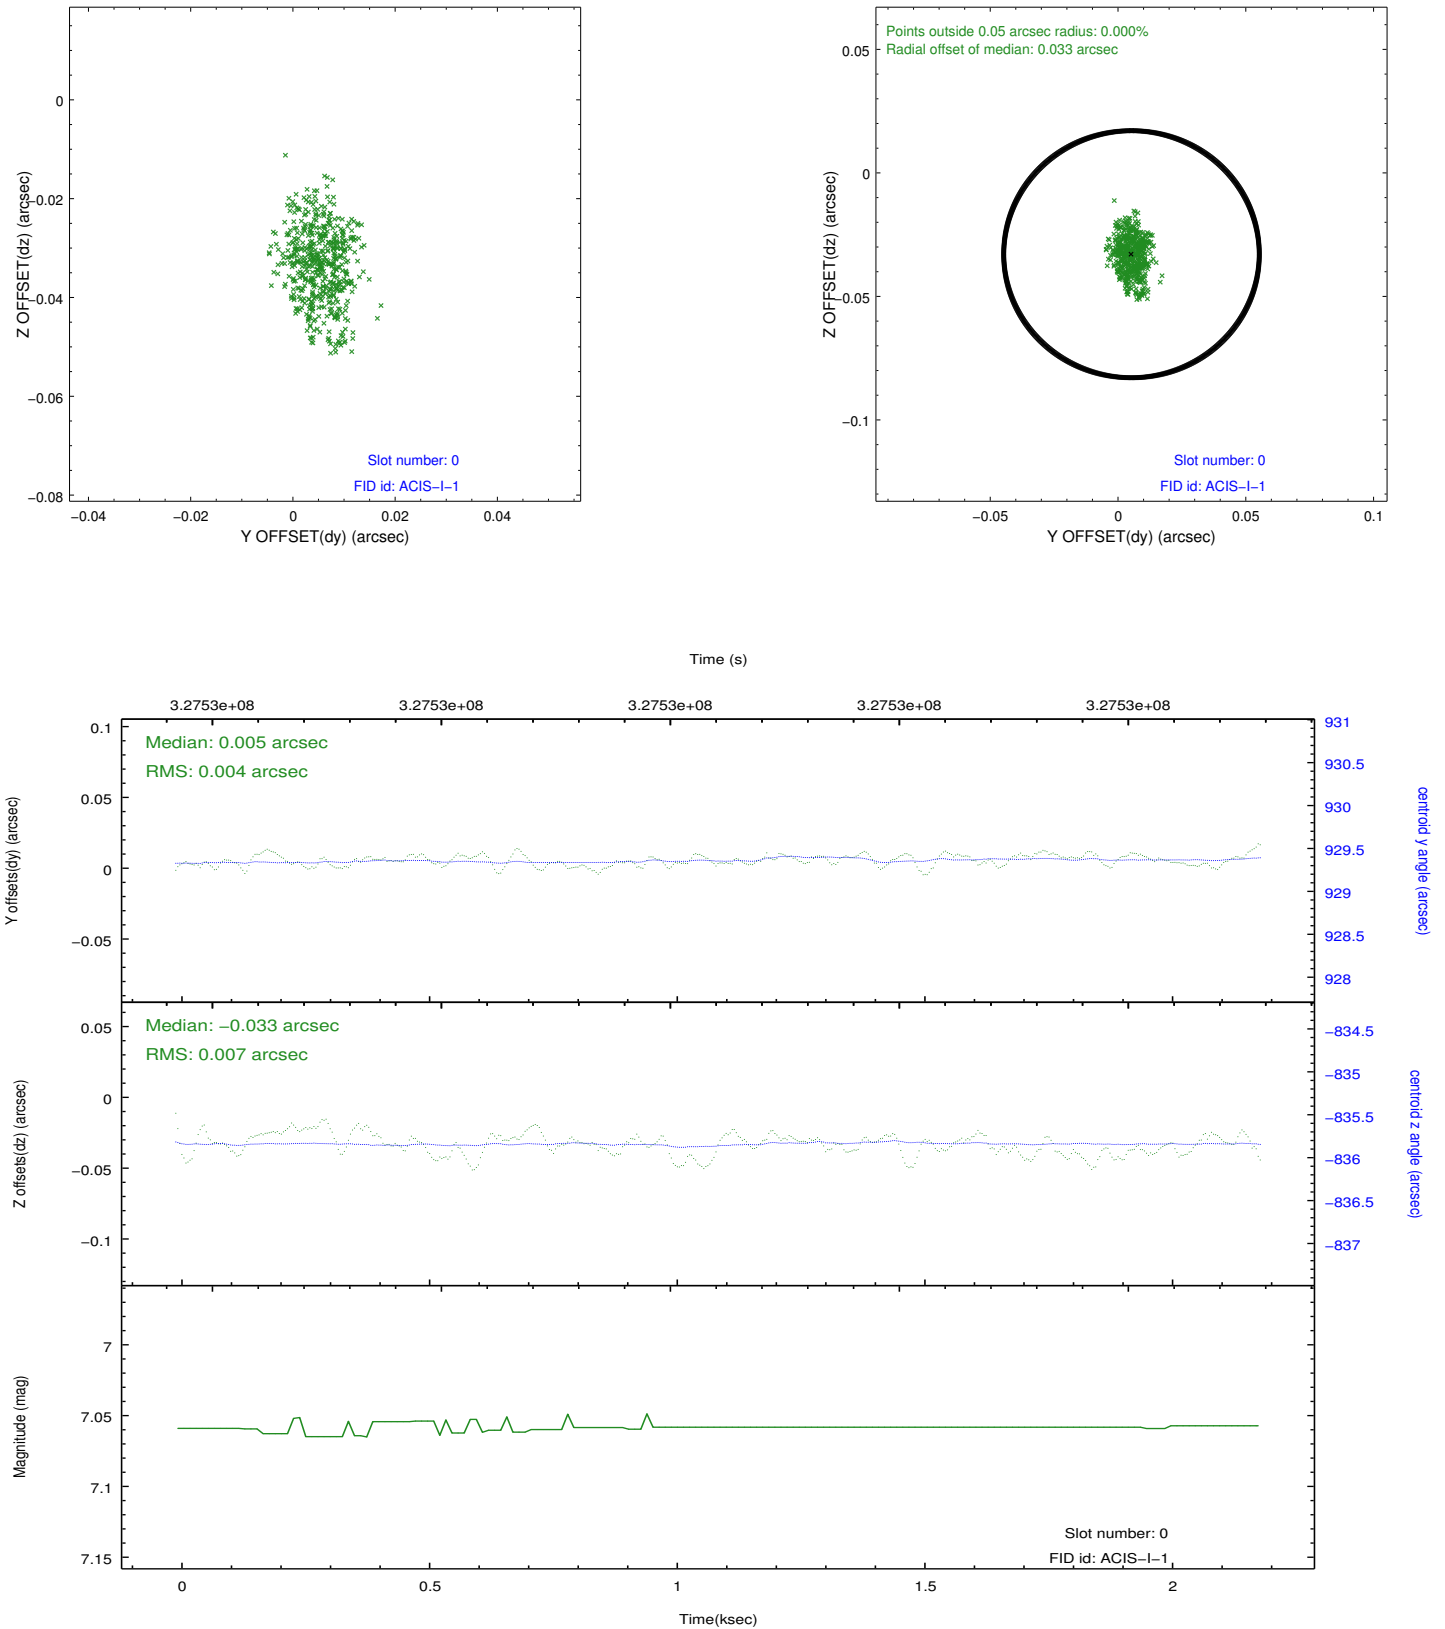 0
−0.02
−0.04
−0.06
−0.08
Z OFFSET(dz) (arcsec)
Slot number: 0
FID id: ACIS−I−1
−0.04
−0.02
0
0.02
0.04
Y OFFSET(dy) (arcsec)
Points outside 0.05 arcsec radius: 0.000%
Radial offset of median: 0.033 arcsec
0.05
0
−0.05
−0.1
Z OFFSET(dz) (arcsec)
Slot number: 0
FID id: ACIS−I−1
−0.05
0
0.05
0.1
Y OFFSET(dy) (arcsec)
Time (s)
3.2753e+08
3.2753e+08
3.2753e+08
3.2753e+08
3.2753e+08
Median: 0.005 arcsec
RMS: 0.004 arcsec
0.1
0.05
0
−0.05
Y offsets(dy) (arcsec)
931
930.5
930
929.5
929
928.5
928
centroid y angle (arcsec)
Median: −0.033 arcsec
RMS: 0.007 arcsec
0.05
0
−0.05
−0.1
Z offsets(dz) (arcsec)
−834.5
−835
−835.5
−836
−836.5
−837
centroid z angle (arcsec)
7
7.05
7.1
7.15
Magnitude (mag)
Slot number: 0
FID id: ACIS−I−1
0
0.5
1
1.5
2
Time(ksec)